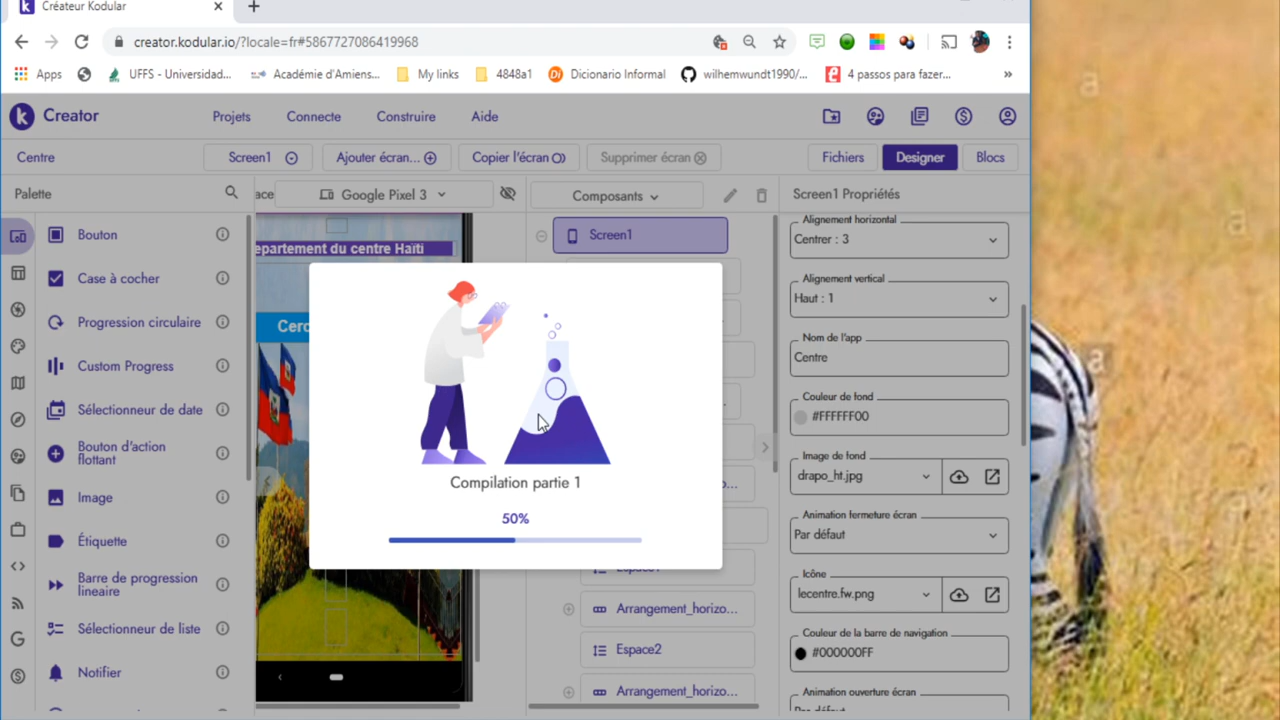 Créateur Kodular
creator.kodular.io/?locale=fr#5867727086419968
Apps
UFFS - Universidad...
Académie d'Amiens...
My links
4848a1
Dicionario Informal
wilhemwundt1990/...
4 passos para fazer...
»
Creator
Projets
Connecte
Construire
Aide
Centre
Screen1
Ajouter écran...
Copier l'écran
Supprimer écran
Fichiers
Designer
Blocs
Palette
Google Pixel 3
Composants
Screen1 Propriétés
Bouton
Case à cocher
Progression circulaire
Custom Progress
Sélectionneur de date
Bouton d'action
flottant
Image
Étiquette
Barre de progression
lineaire
Sélectionneur de liste
Notifier
epartement du centre Haïti
Cerc
Compilation partie 1
50%
Screen1
Arrangement_horizo...
Espace2
Arrangement_horizo...
Alignement horizontal
Centrer : 3
Alignement vertical
Haut : 1
Nom de l'app
Centre
Couleur de fond
#FFFFFF00
Image de fond
drapo_ht.jpg
Animation fermeture écran
Par défaut
Icône
lecentre.fw.png
Couleur de la barre de navigation
#000000FF
Animation ouverture écran
Par défaut
a
a
a